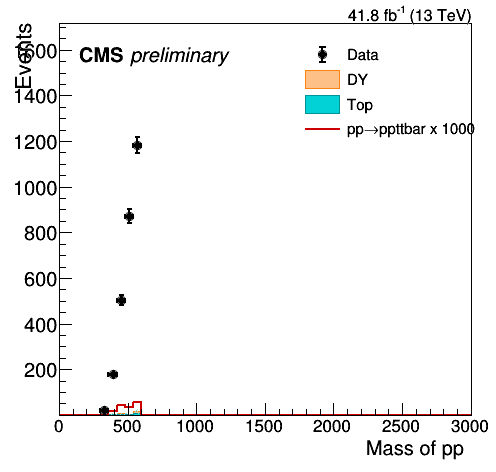 41.8 fb⁻¹ (13 TeV)
Events
CMS preliminary
Data
DY
Top
pp→ppttbar x 1000
1600
1400
1200
1000
800
600
400
200
0 500 1000 1500 2000 2500 3000
Mass of pp